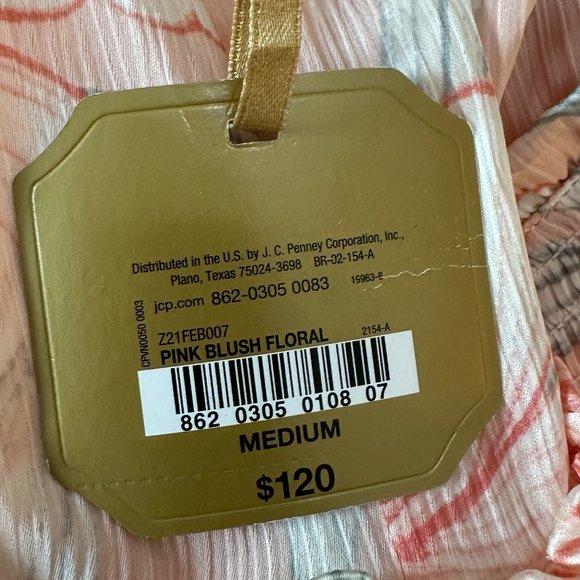 Distributed in the U.S. by J. C. Penney Corporation, Inc.,
Plano, Texas 75024-3698 BR-02-154-A
jcp.com 862-0305 0083 19963-8
CPVN0050 0003
Z21FEB007
PINK BLUSH FLORAL 2154-A
862 0305 0108 07
MEDIUM
$120